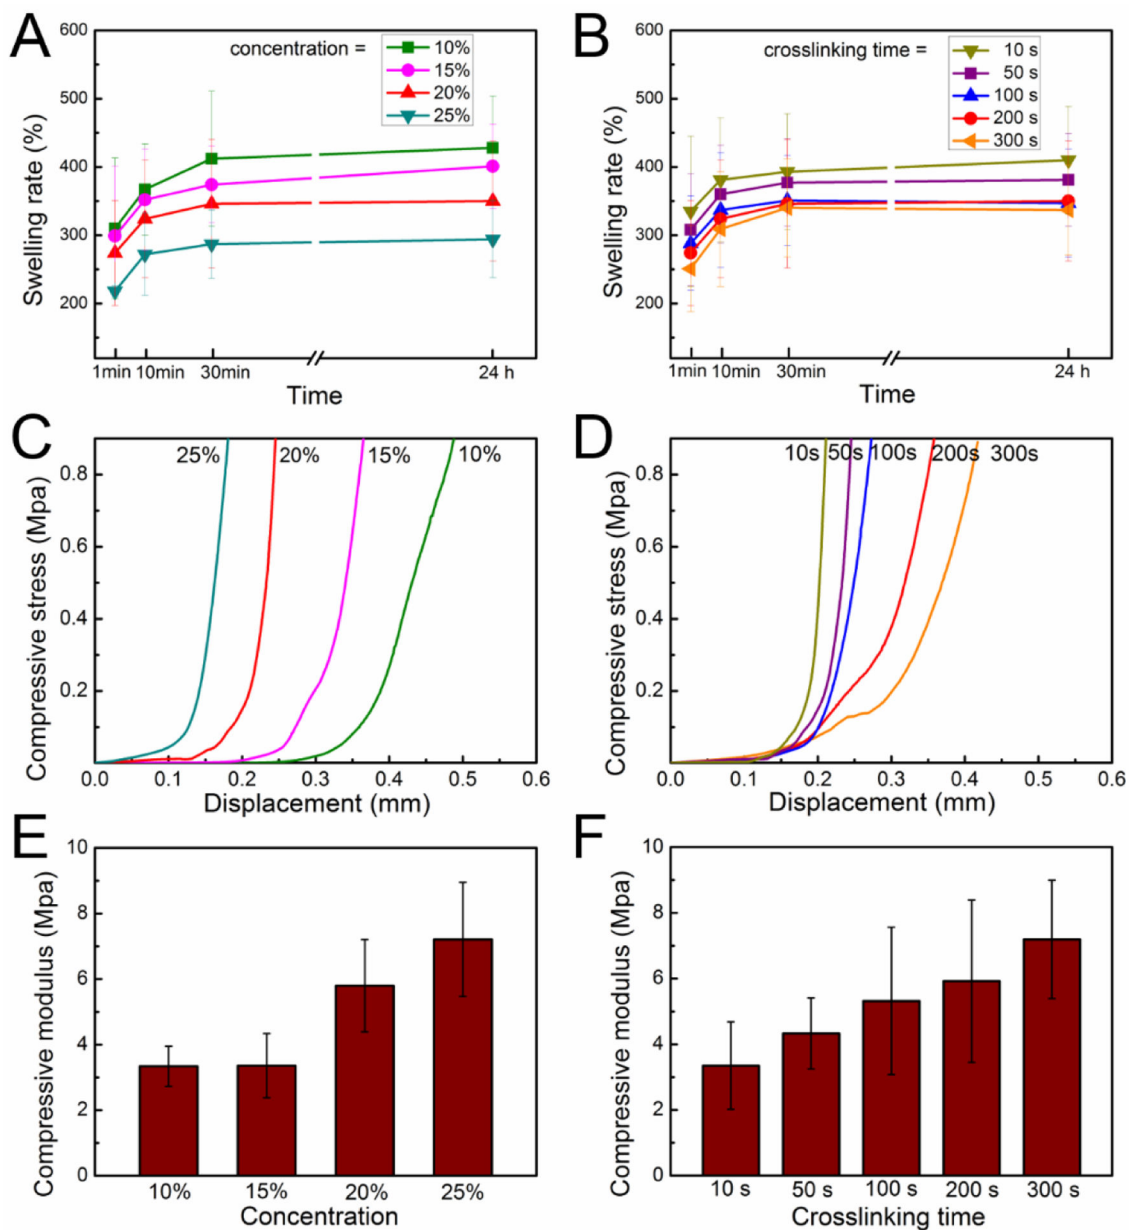 A
600
500
400
300
200
Swelling rate (%)
concentration =
10%
15%
20%
25%
1min 10min 30min 24 h
Time
B
600
500
400
300
200
Swelling rate (%)
crosslinking time =
10 s
50 s
100 s
200 s
300 s
1min 10min 30min 24 h
Time
C
0.8
0.6
0.4
0.2
Compressive stress (Mpa)
25% 20% 15% 10%
0.0 0.1 0.2 0.3 0.4 0.5 0.6
Displacement (mm)
D
0.8
0.6
0.4
0.2
Compressive stress (Mpa)
10s 50s 100s 200s 300s
0.0 0.1 0.2 0.3 0.4 0.5 0.6
Displacement (mm)
E
10
8
6
4
2
0
Compressive modulus (Mpa)
10% 15% 20% 25%
Concentration
F
10
8
6
4
2
0
Compressive modulus (Mpa)
10 s 50 s 100 s 200 s 300 s
Crosslinking time